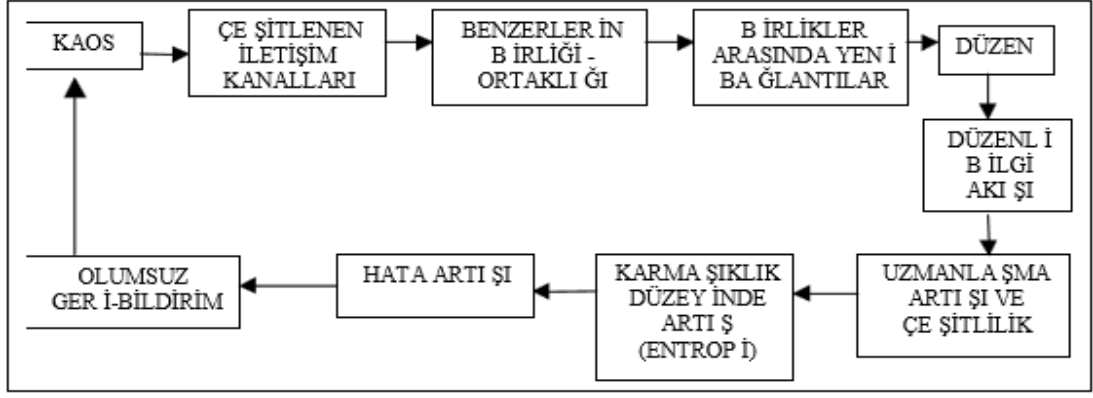 KAOS
ÇE ŞİTLENEN
İLETİŞİM
KANALLARI
BENZERLER İN
B İRLİĞİ -
ORTAKLI ĞI
B İRLİKLER
ARASINDA YEN İ
BA ĞLANTILAR
DÜZEN
DÜZENL İ
B İLGİ
AKI ŞI
UZMANLA ŞMA
ARTI ŞI VE
ÇE ŞİTLİLİK
KARMA ŞIKLIK
DÜZEY İNDE
ARTI Ş
(ENTROP İ)
HATA ARTI ŞI
OLUMSUZ
GER İ-BİLDİRİM